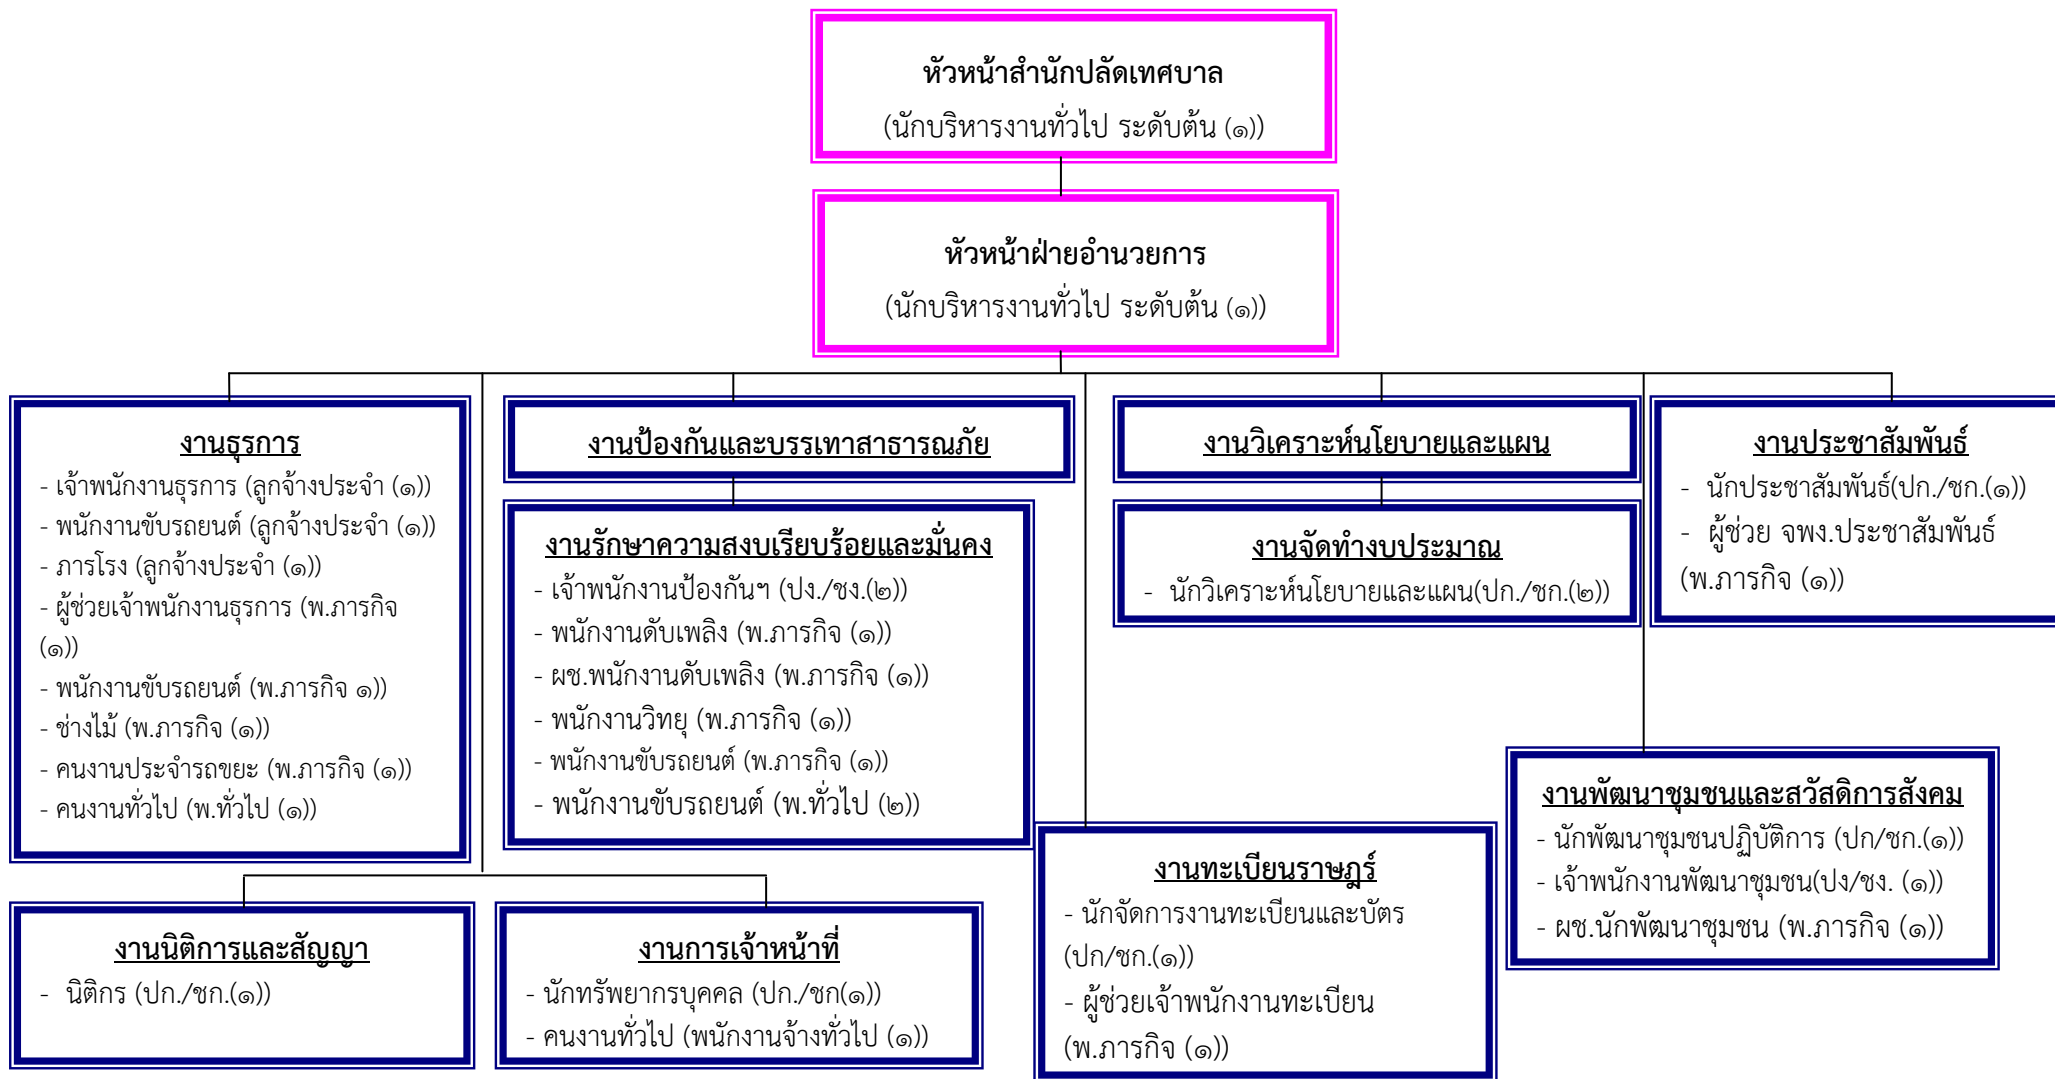 หัวหน้าสำนักปลัดเทศบาล
(นักบริหารงานทั่วไป ระดับต้น (๑))
หัวหน้าฝ่ายอำนวยการ
(นักบริหารงานทั่วไป ระดับต้น (๑))
งานธุรการ
- เจ้าพนักงานธุรการ (ลูกจ้างประจำ (๑))
- พนักงานขับรถยนต์ (ลูกจ้างประจำ (๑))
- ภารโรง (ลูกจ้างประจำ (๑))
- ผู้ช่วยเจ้าพนักงานธุรการ (พ.ภารกิจ
(๑))
- พนักงานขับรถยนต์ (พ.ภารกิจ ๑))
- ช่างไม้ (พ.ภารกิจ (๑))
- คนงานประจำรถขยะ (พ.ภารกิจ (๑))
- คนงานทั่วไป (พ.ทั่วไป (๑))
งานป้องกันและบรรเทาสาธารณภัย
งานรักษาความสงบเรียบร้อยและมั่นคง
- เจ้าพนักงานป้องกันฯ (ปง./ชง.(๒))
- พนักงานดับเพลิง (พ.ภารกิจ (๑))
- ผช.พนักงานดับเพลิง (พ.ภารกิจ (๑))
- พนักงานวิทยุ (พ.ภารกิจ (๑))
- พนักงานขับรถยนต์ (พ.ภารกิจ (๑))
- พนักงานขับรถยนต์ (พ.ทั่วไป (๒))
งานวิเคราะห์นโยบายและแผน
งานจัดทำงบประมาณ
- นักวิเคราะห์นโยบายและแผน(ปก./ชก.(๒))
งานประชาสัมพันธ์
- นักประชาสัมพันธ์(ปก./ชก.(๑))
- ผู้ช่วย จพง.ประชาสัมพันธ์
(พ.ภารกิจ (๑))
งานนิติการและสัญญา
- นิติกร (ปก./ชก.(๑))
งานการเจ้าหน้าที่
- นักทรัพยากรบุคคล (ปก./ชก(๑))
- คนงานทั่วไป (พนักงานจ้างทั่วไป (๑))
งานทะเบียนราษฎร์
- นักจัดการงานทะเบียนและบัตร
(ปก/ชก.(๑))
- ผู้ช่วยเจ้าพนักงานทะเบียน
(พ.ภารกิจ (๑))
งานพัฒนาชุมชนและสวัสดิการสังคม
- นักพัฒนาชุมชนปฏิบัติการ (ปก/ชก.(๑))
- เจ้าพนักงานพัฒนาชุมชน(ปง/ชง. (๑))
- ผช.นักพัฒนาชุมชน (พ.ภารกิจ (๑))